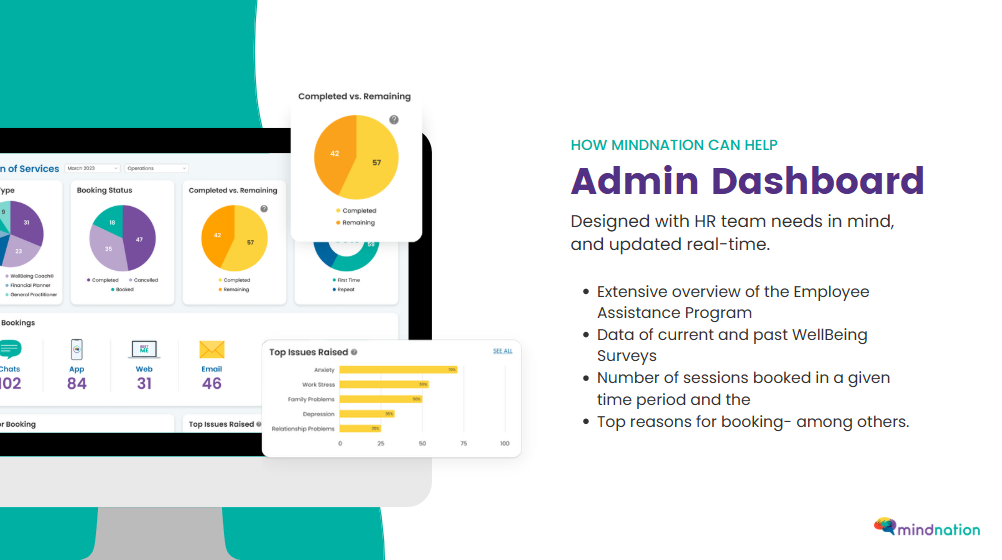 Completed vs. Remaining
42
57
Completed
Remaining
n of Services
March 2023
Operations
Type
9
31
23
WellBeing Coach
Financial Planner
General Practitioner
Booking Status
18
47
35
Completed
Cancelled
Booked
Completed vs. Remaining
42
57
Completed
Remaining
First Time
Repeat
Bookings
Chats
102
App
84
Web
31
Email
46
or Booking
Top Issues Raised
Top Issues Raised
SEE ALL
Anxiety
Work Stress
Family Problems
Depression
Relationship Problems
0
25
50
75
100
HOW MINDNATION CAN HELP
Admin Dashboard
Designed with HR team needs in mind,
and updated real-time.
Extensive overview of the Employee
Assistance Program
Data of current and past WellBeing
Surveys
Number of sessions booked in a given
time period and the
Top reasons for booking- among others.
mindnation